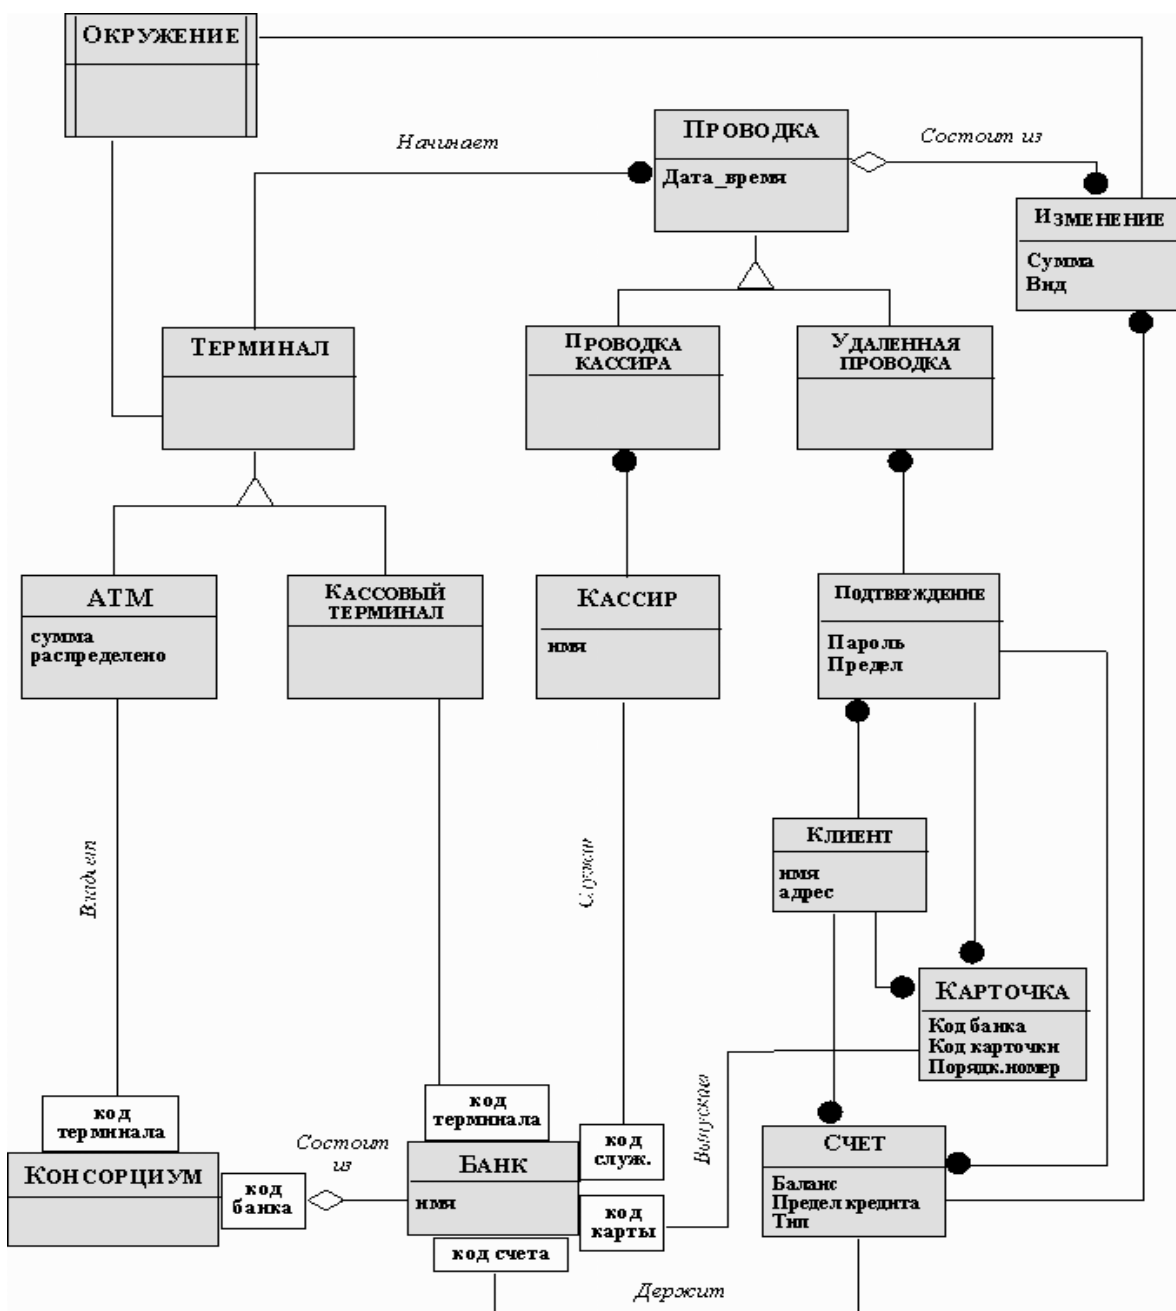 ОКРУЖЕНИЕ
ПРОВОДКА
Дата_время
Начинает
Состоит из
ИЗМЕНЕНИЕ
Сумма
Вид
ТЕРМИНАЛ
ПРОВОДКА
КАССИРА
УДАЛЕННАЯ
ПРОВОДКА
АТМ
сумма
распределено
КАССОВЫЙ
ТЕРМИНАЛ
КАССИР
имя
ПОДТВЕРЖДЕНИЕ
Пароль
Предел
Владеет
Служит
КЛИЕНТ
имя
адрес
КАРТОЧКА
Код банка
Код карточки
Порядк.номер
код
терминала
код
терминала
Состоит
из
код
служ.
КОНСОРЦИУМ
код
банка
БАНК
имя
код
карты
код счета
СЧЕТ
Баланс
Предел кредита
Тип
Держит